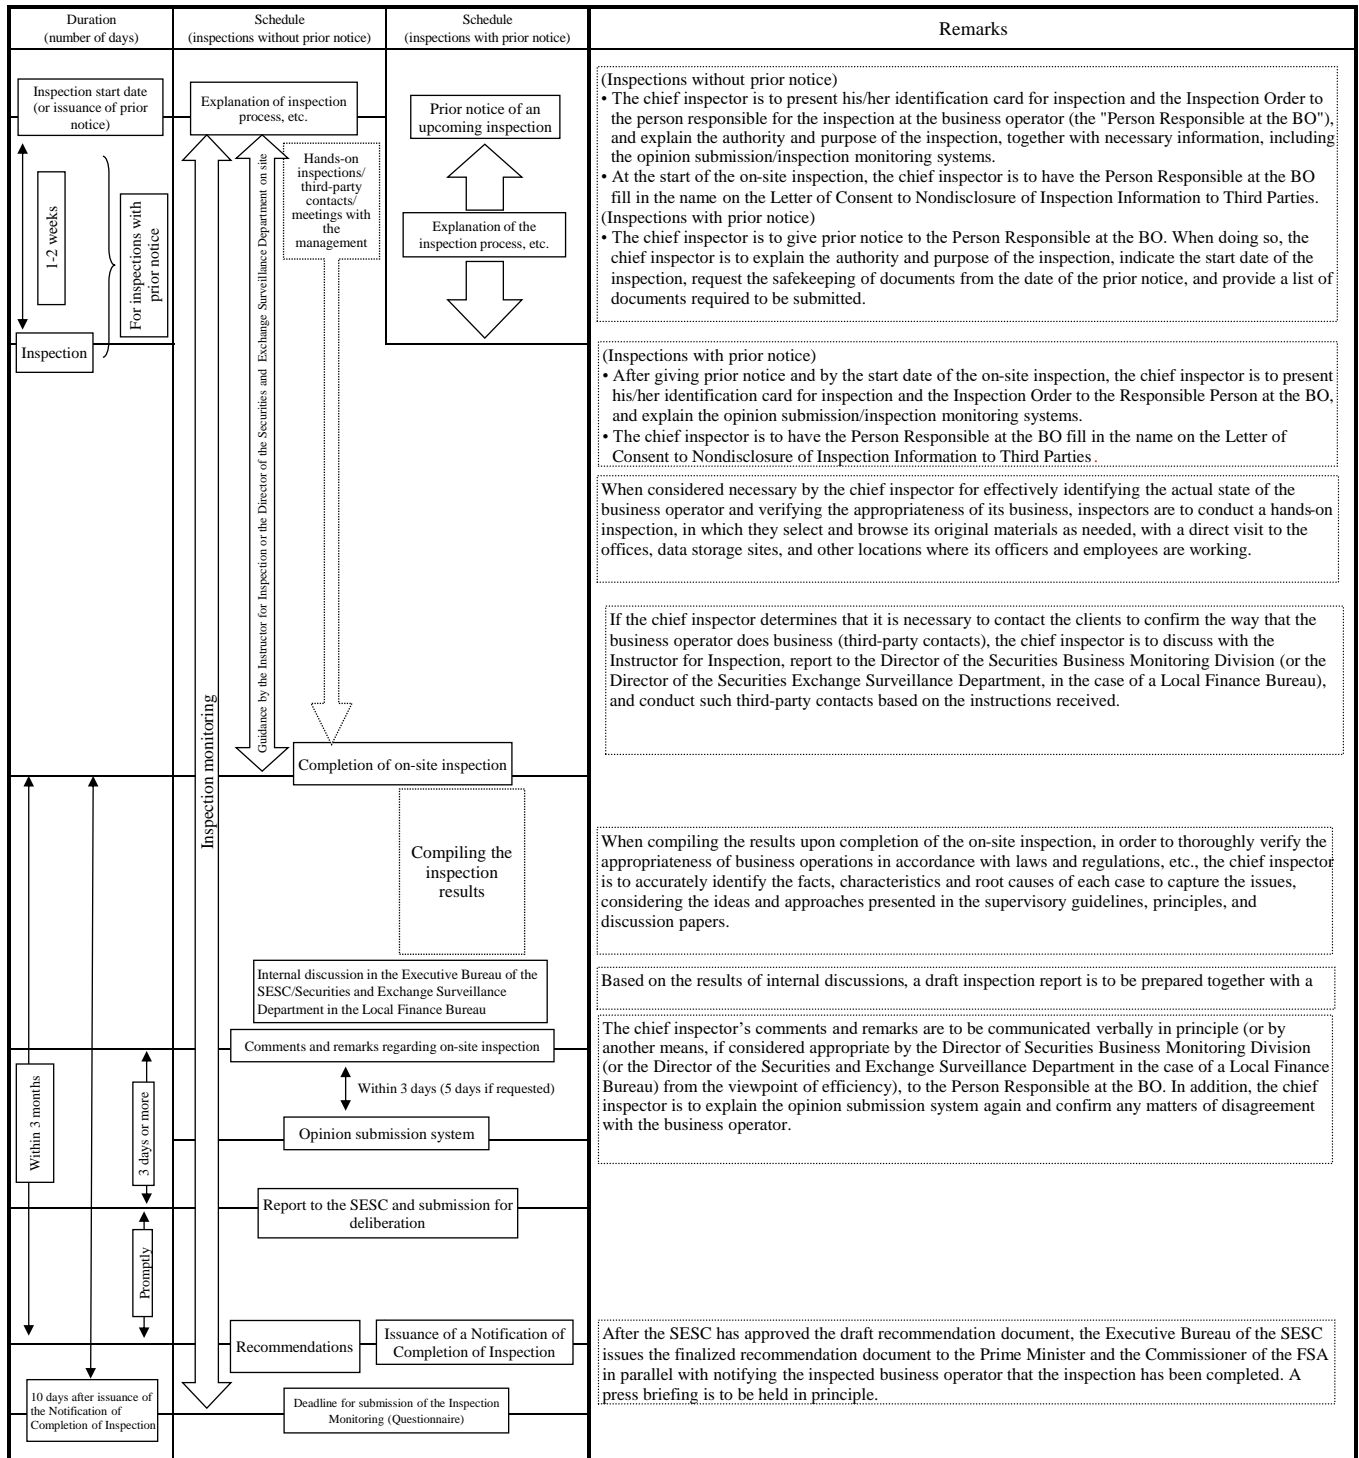 Duration
(number of days)
Schedule
(inspections without prior notice)
Schedule
(inspections with prior notice)
Remarks
Inspection start date
(or issuance of prior
notice)
Explanation of inspection
process, etc.
Prior notice of an
upcoming inspection
1-2 weeks
For inspections with
prior notice
Inspection
Inspection monitoring
Guidance by the Instructor for Inspection or the Director of the Securities and Exchange Surveillance Department on site
Hands-on
inspections/
third-party
contacts/
meetings with
the
management
Explanation of the
inspection process, etc.
(Inspections without prior notice)
• The chief inspector is to present his/her identification card for inspection and the Inspection Order to
the person responsible for the inspection at the business operator (the "Person Responsible at the BO"),
and explain the authority and purpose of the inspection, together with necessary information, including
the opinion submission/inspection monitoring systems.
• At the start of the on-site inspection, the chief inspector is to have the Person Responsible at the BO
fill in the name on the Letter of Consent to Nondisclosure of Inspection Information to Third Parties.
(Inspections with prior notice)
• The chief inspector is to give prior notice to the Person Responsible at the BO. When doing so, the
chief inspector is to explain the authority and purpose of the inspection, indicate the start date of the
inspection, request the safekeeping of documents from the date of the prior notice, and provide a list of
documents required to be submitted.
(Inspections with prior notice)
• After giving prior notice and by the start date of the on-site inspection, the chief inspector is to present
his/her identification card for inspection and the Inspection Order to the Responsible Person at the BO,
and explain the opinion submission/inspection monitoring systems.
• The chief inspector is to have the Person Responsible at the BO fill in the name on the Letter of
Consent to Nondisclosure of Inspection Information to Third Parties.
When considered necessary by the chief inspector for effectively identifying the actual state of the
business operator and verifying the appropriateness of its business, inspectors are to conduct a hands-on
inspection, in which they select and browse its original materials as needed, with a direct visit to the
offices, data storage sites, and other locations where its officers and employees are working.
If the chief inspector determines that it is necessary to contact the clients to confirm the way that the
business operator does business (third-party contacts), the chief inspector is to discuss with the
Instructor for Inspection, report to the Director of the Securities Business Monitoring Division (or the
Director of the Securities Exchange Surveillance Department, in the case of a Local Finance Bureau),
and conduct such third-party contacts based on the instructions received.
Completion of on-site inspection
Compiling the
inspection
results
When compiling the results upon completion of the on-site inspection, in order to thoroughly verify the
appropriateness of business operations in accordance with laws and regulations, etc., the chief inspector
is to accurately identify the facts, characteristics and root causes of each case to capture the issues,
considering the ideas and approaches presented in the supervisory guidelines, principles, and
discussion papers.
Internal discussion in the Executive Bureau of the
SESC/Securities and Exchange Surveillance
Department in the Local Finance Bureau
Based on the results of internal discussions, a draft inspection report is to be prepared together with a
Comments and remarks regarding on-site inspection
Within 3 days (5 days if requested)
Opinion submission system
The chief inspector's comments and remarks are to be communicated verbally in principle (or by
another means, if considered appropriate by the Director of Securities Business Monitoring Division
(or the Director of the Securities and Exchange Surveillance Department in the case of a Local Finance
Bureau) from the viewpoint of efficiency), to the Person Responsible at the BO. In addition, the chief
inspector is to explain the opinion submission system again and confirm any matters of disagreement
with the business operator.
Within 3 months
3 days or more
Report to the SESC and submission for
deliberation
Promptly
Recommendations
Issuance of a Notification of
Completion of Inspection
After the SESC has approved the draft recommendation document, the Executive Bureau of the SESC
issues the finalized recommendation document to the Prime Minister and the Commissioner of the FSA
in parallel with notifying the inspected business operator that the inspection has been completed. A
press briefing is to be held in principle.
10 days after issuance of
the Notification of
Completion of Inspection
Deadline for submission of the Inspection
Monitoring (Questionnaire)